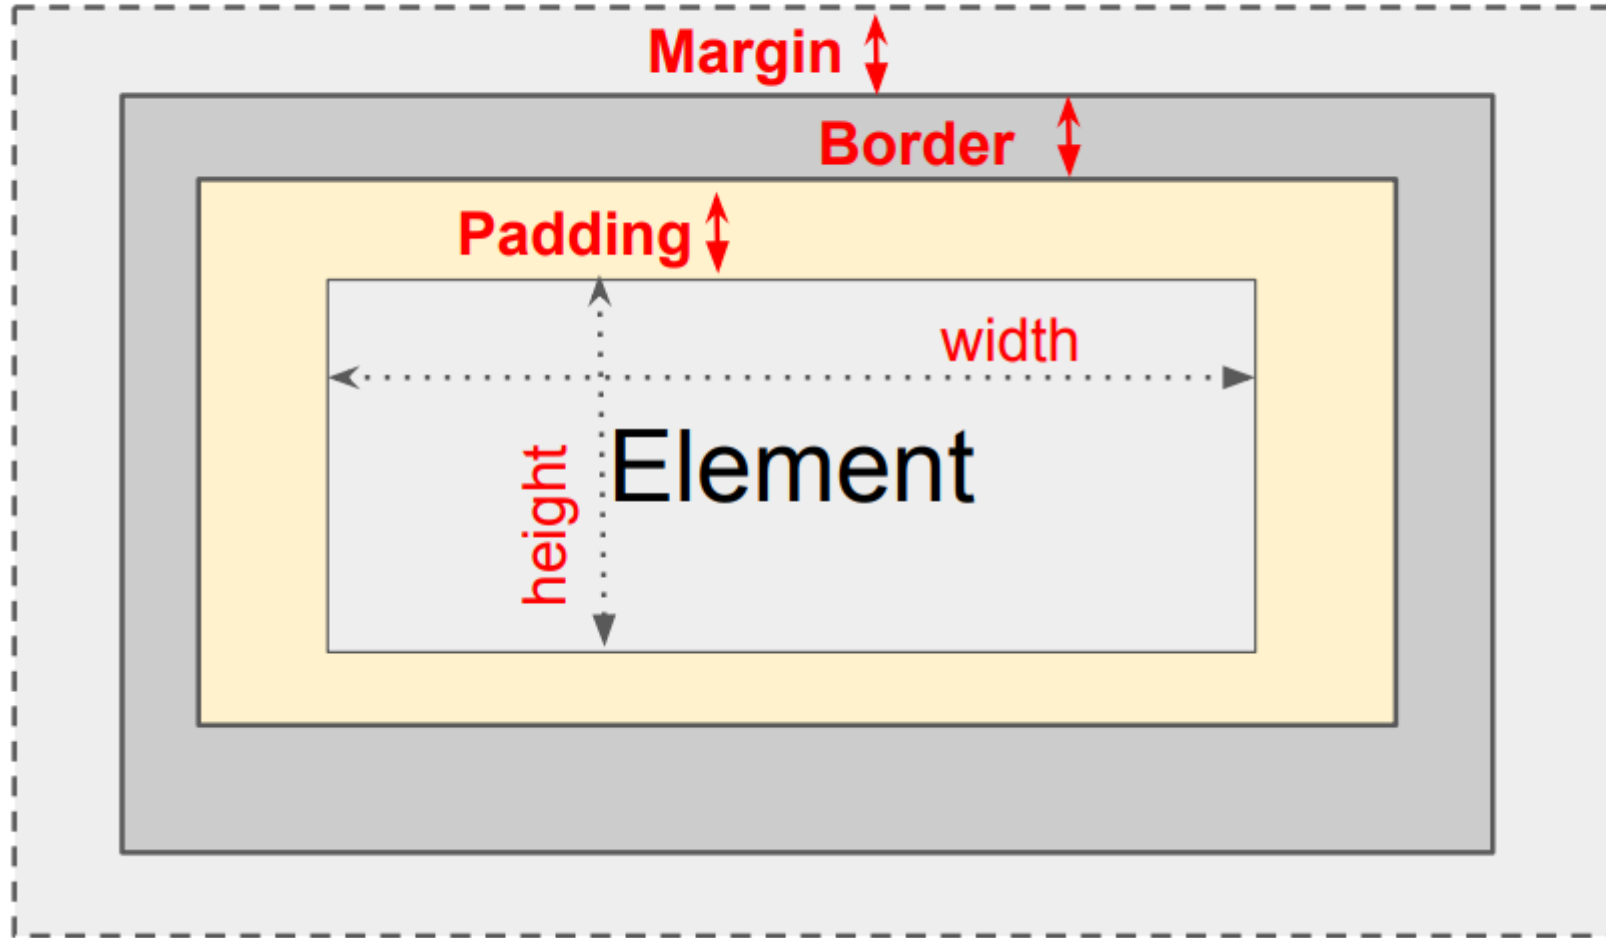 Margin
Border
Padding
width
height
Element